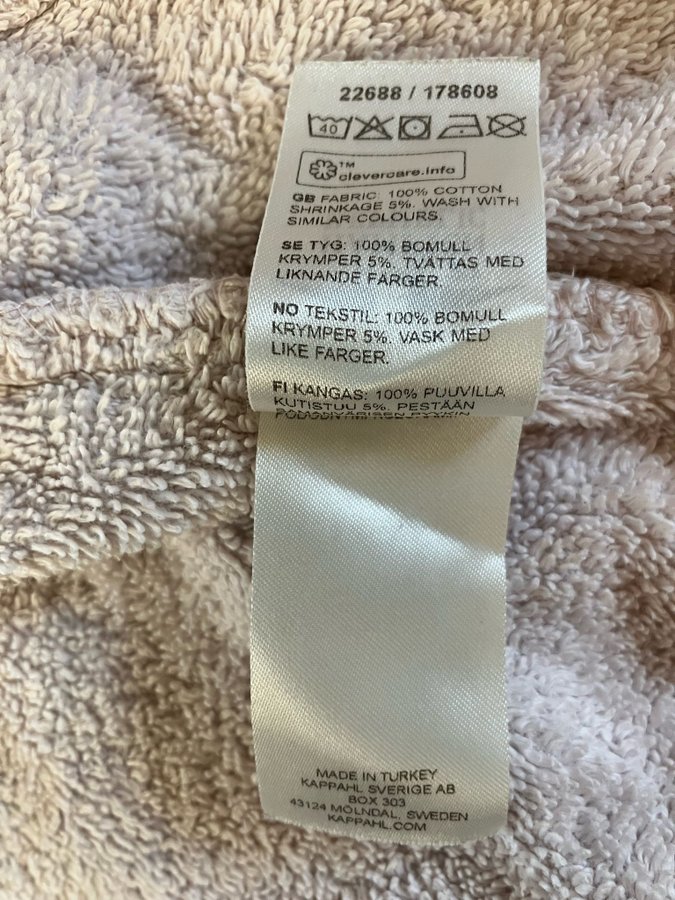 22688 / 178608
40
™
clevercare.info
GB FABRIC: 100% COTTON
SHRINKAGE 5%. WASH WITH
SIMILAR COLOURS.
SE TYG: 100% BOMULL
KRYMPER 5%. TVÄTTAS MED
LIKNANDE FÄRGER.
NO TEKSTIL: 100% BOMULL
KRYMPER 5%. VASK MED
LIKE FARGER.
FI KANGAS: 100% PUUVILLA
KUTISTUU 5%. PESTÄÄN
MADE IN TURKEY
KAPPAHL SVERIGE AB
BOX 303
43124 MÖLNDAL, SWEDEN
KAPPAHL.COM